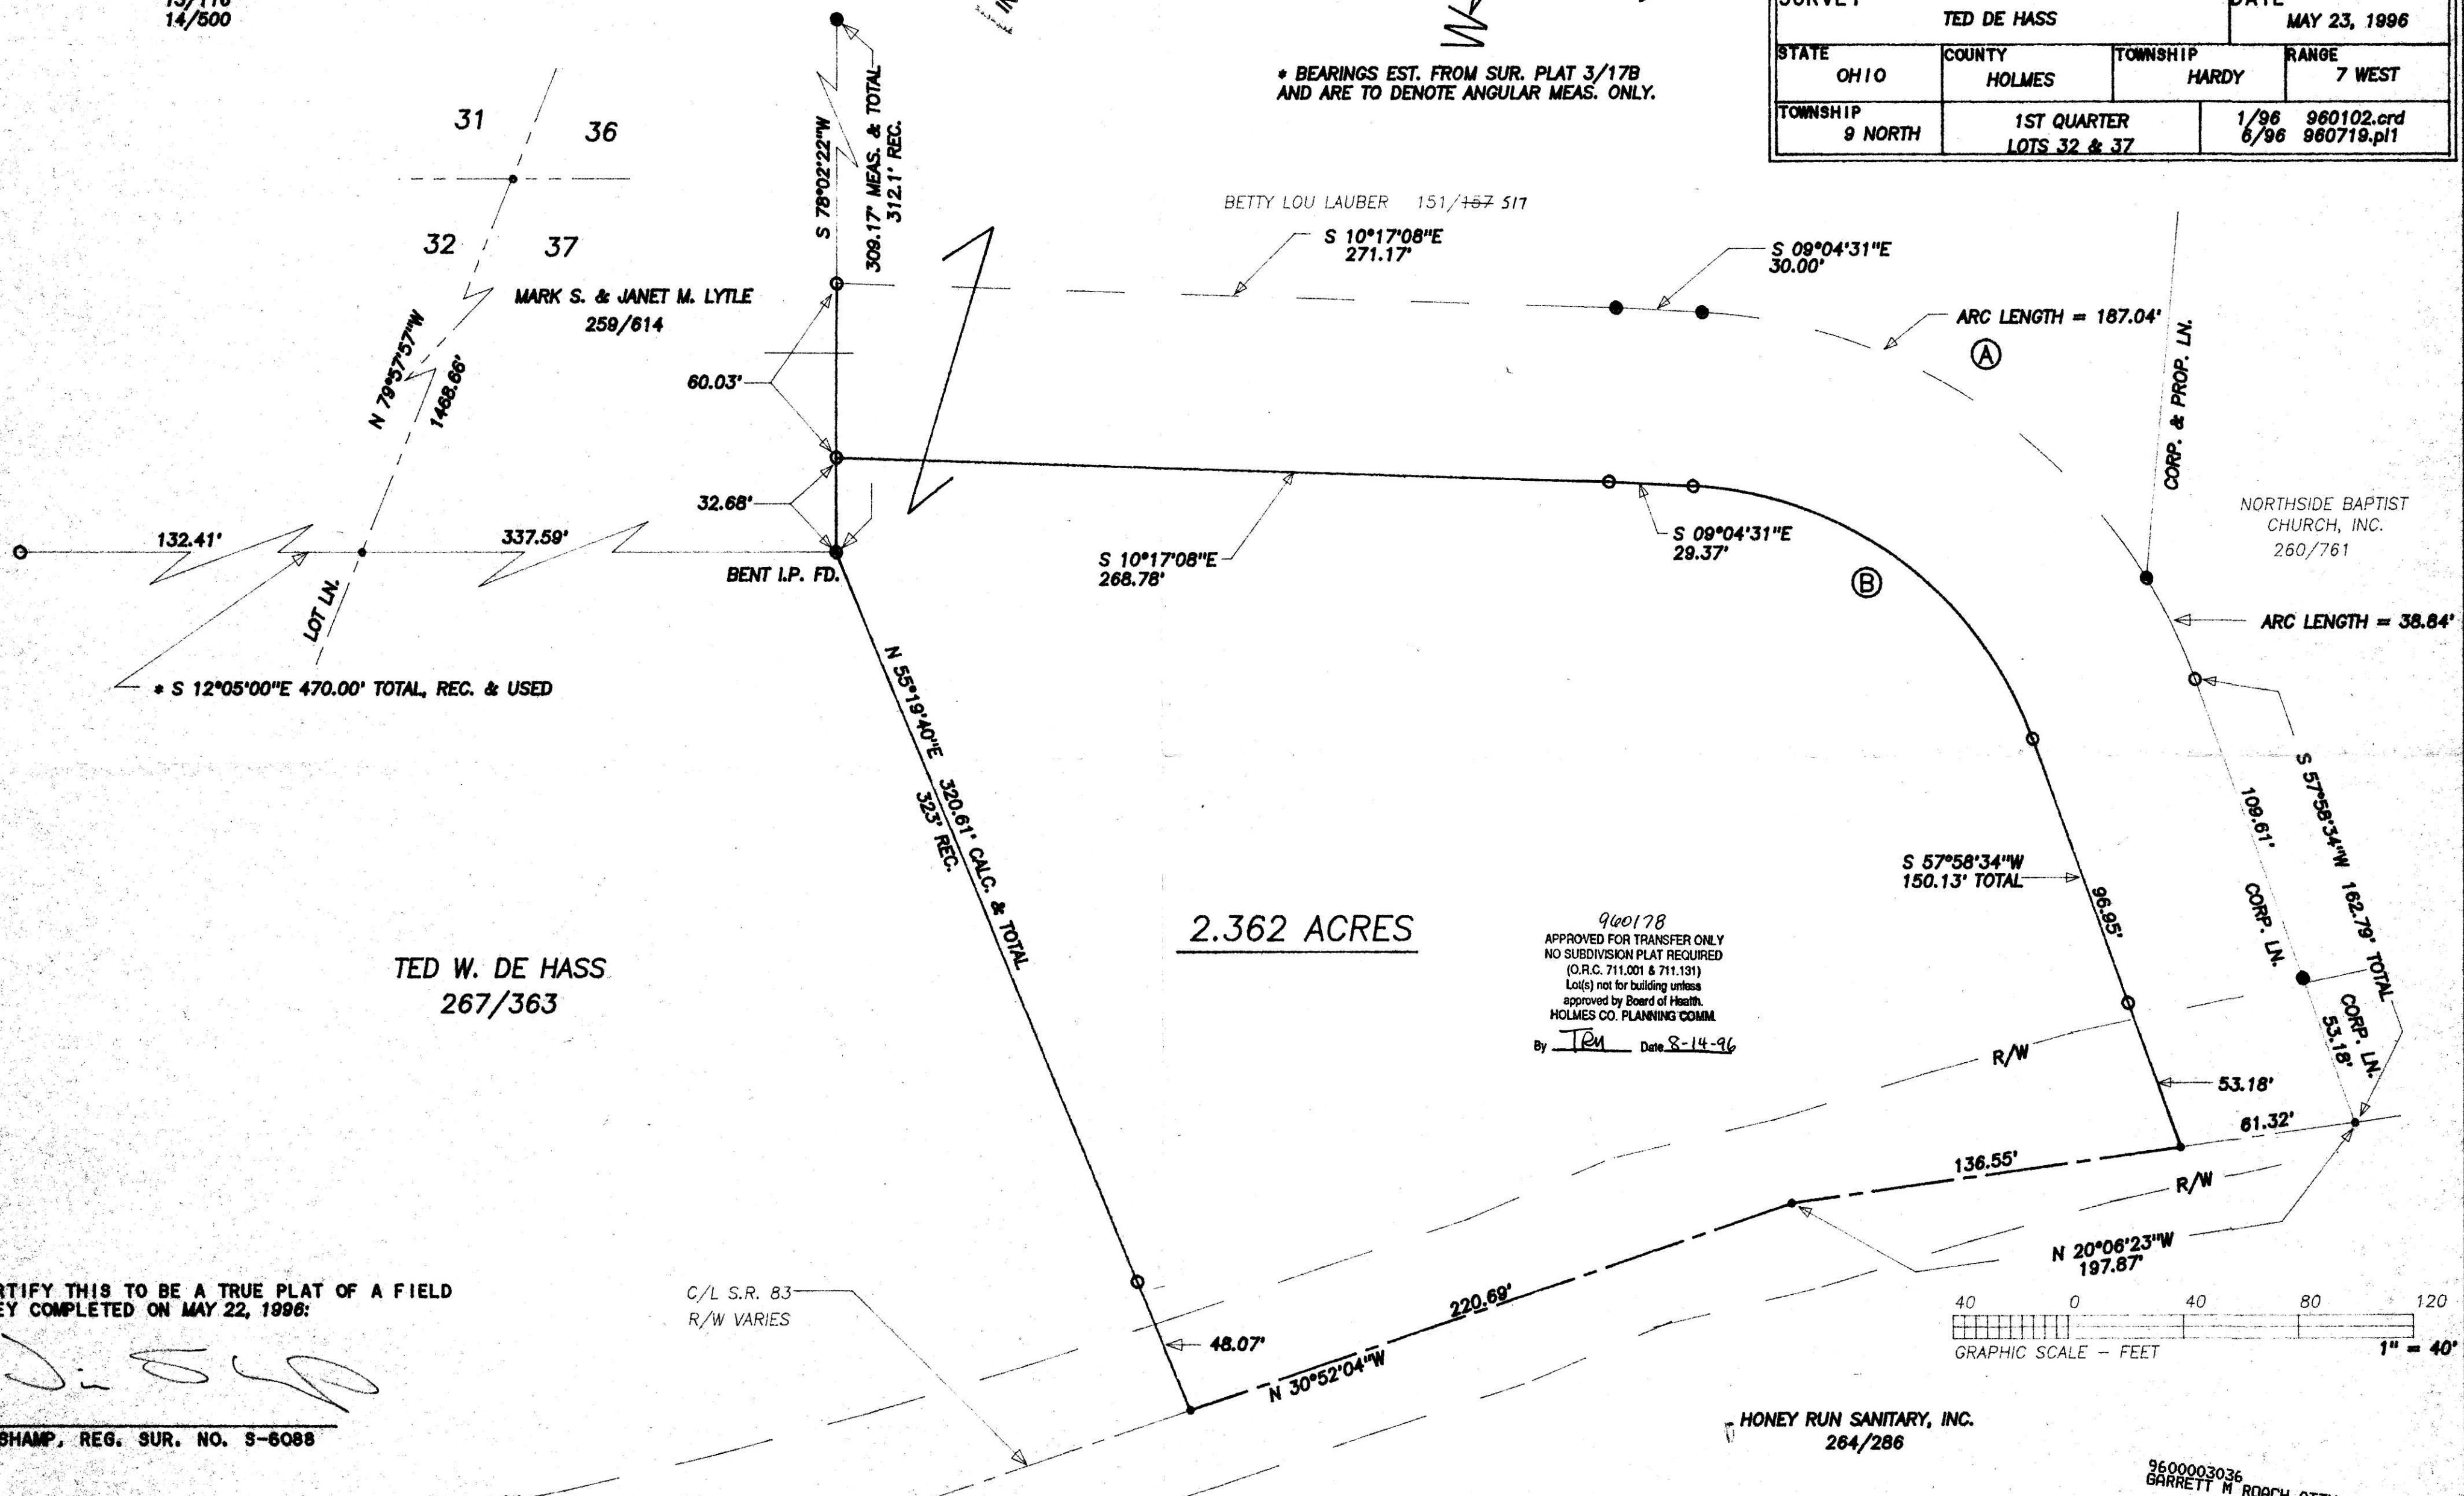 14/500
SURVEY
TED DE HASS
DATE
MAY 23, 1996
STATE
OHIO
COUNTY
HOLMES
TOWNSHIP
HARDY
RANGE
7 WEST
TOWNSHIP
9 NORTH
1ST QUARTER
LOTS 32 & 37
1/96 960102.crd
6/96 960719.pl1
* BEARINGS EST. FROM SUR. PLAT 3/17B
AND ARE TO DENOTE ANGULAR MEAS. ONLY.
31
36
32
37
N 79°57'57"W
1468.66'
LOT LN.
MARK S. & JANET M. LYTLE
259/614
S 78°02'22"W
309.17' MEAS. & TOTAL
312.1' REC.
BETTY LOU LAUBER 151/157 517
S 10°17'08"E
271.17'
S 09°04'31"E
30.00'
ARC LENGTH = 187.04'
A
CORP. & PROP. LN.
60.03'
32.68'
132.41'
337.59'
BENT I.P. FD.
* S 12°05'00"E 470.00' TOTAL, REC. & USED
S 10°17'08"E
268.78'
S 09°04'31"E
29.37'
B
NORTHSIDE BAPTIST
CHURCH, INC.
260/761
ARC LENGTH = 38.84'
N 55°19'40"E 320.61' CALC. & TOTAL
323' REC.
S 57°58'34"W 162.79' TOTAL
109.61'
CORP. LN.
CORP. LN.
53.18'
S 57°58'34"W
150.13' TOTAL
96.95'
2.362 ACRES
960178
APPROVED FOR TRANSFER ONLY
NO SUBDIVISION PLAT REQUIRED
(O.R.C. 711.001 & 711.131)
Lot(s) not for building unless
approved by Board of Health.
HOLMES CO. PLANNING COMM.
By Date 8-14-96
TED W. DE HASS
267/363
R/W
53.18'
61.32'
136.55'
R/W
N 20°06'23"W
197.87'
220.69'
N 30°52'04"W
48.07'
C/L S.R. 83
R/W VARIES
RTIFY THIS TO BE A TRUE PLAT OF A FIELD
EY COMPLETED ON MAY 22, 1996:
SHAMP, REG. SUR. NO. S-6088
40 0 40 80 120
GRAPHIC SCALE - FEET
1" = 40'
HONEY RUN SANITARY, INC.
264/286
9600003036
GARRETT M ROACH